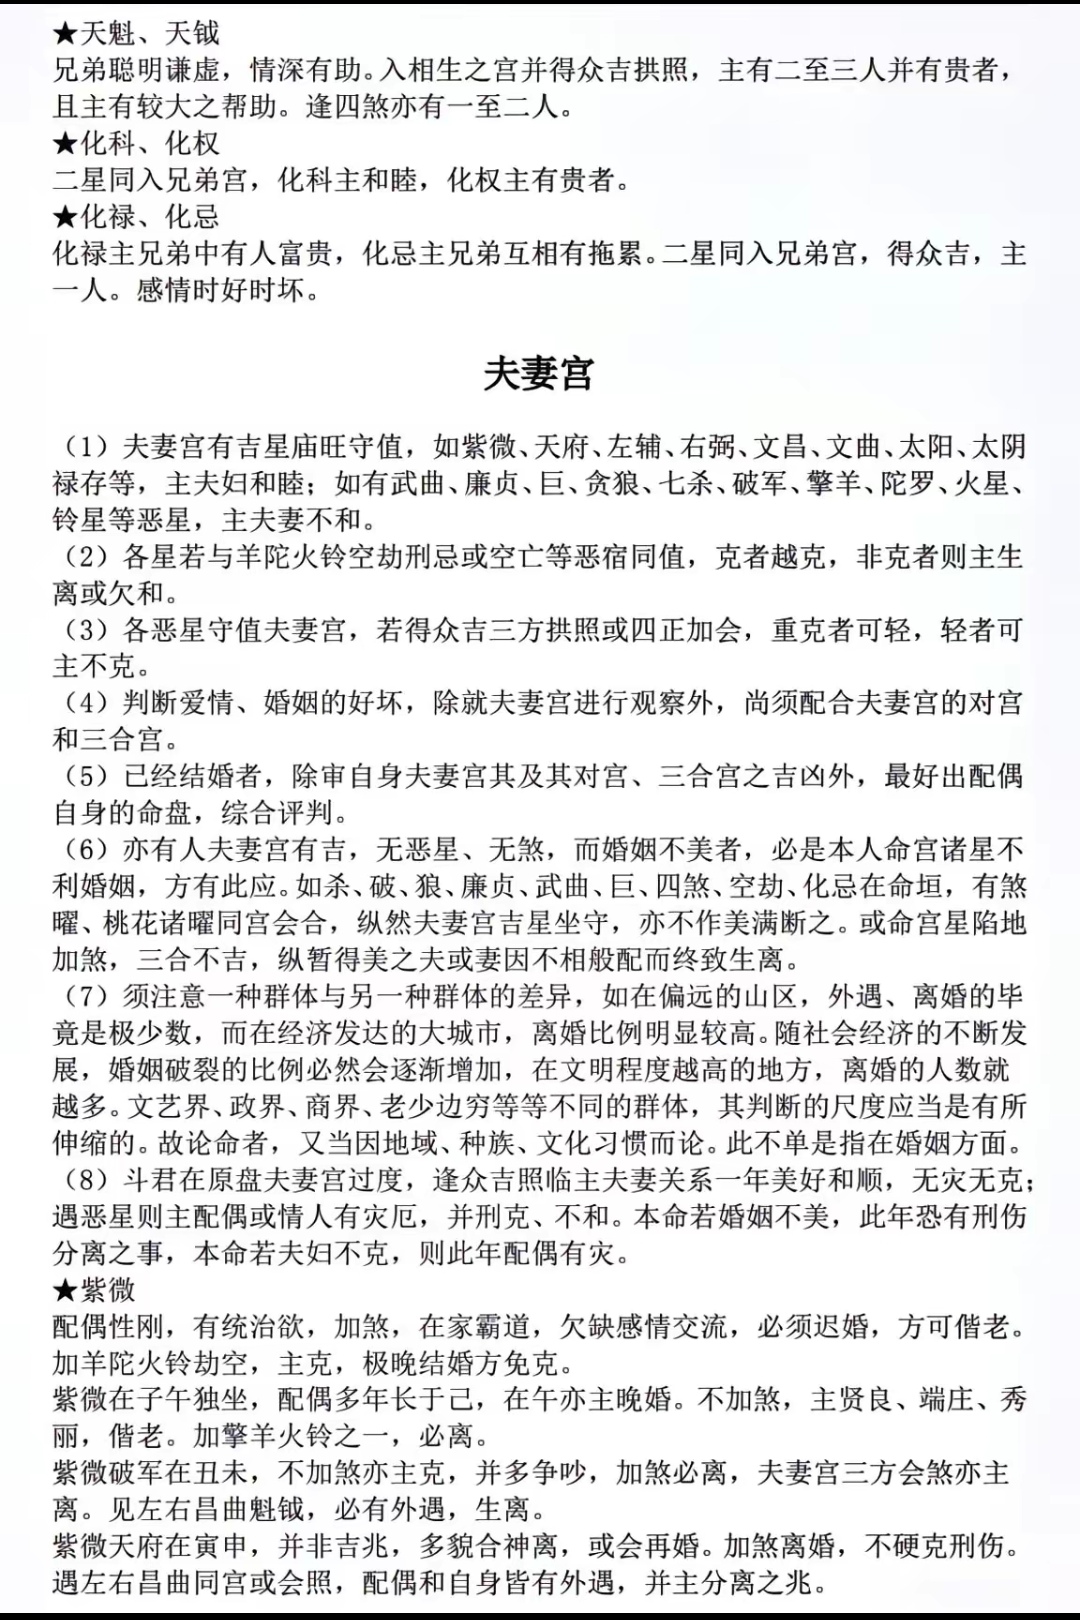 ★天魁、天钺
兄弟聪明谦虚，情深有助。入相生之宫并得众吉拱照，主有二至三人并有贵者，
且主有较大之帮助。逢四煞亦有一至二人。
★化科、化权
二星同入兄弟宫，化科主和睦，化权主有贵者。
★化禄、化忌
化禄主兄弟中有人富贵，化忌主兄弟互相有拖累。二星同入兄弟宫，得众吉，主
一人。感情时好时坏。
夫妻宫
（1）夫妻宫有吉星庙旺守值，如紫微、天府、左辅、右弼、文昌、文曲、太阳、太阴
禄存等，主夫妇和睦；如有武曲、廉贞、巨、贪狼、七杀、破军、擎羊、陀罗、火星、
铃星等恶星，主夫妻不和。
（2）各星若与羊陀火铃空劫刑忌或空亡等恶宿同值，克者越克，非克者则主生
离或欠和。
（3）各恶星守值夫妻宫，若得众吉三方拱照或四正加会，重克者可轻，轻者可
主不克。
（4）判断爱情、婚姻的好坏，除就夫妻宫进行观察外，尚须配合夫妻宫的对宫
和三合宫。
（5）已经结婚者，除审自身夫妻宫其及其对宫、三合宫之吉凶外，最好出配偶
自身的命盘，综合评判。
（6）亦有人夫妻宫有吉，无恶星、无煞，而婚姻不美者，必是本人命宫诸星不
利婚姻，方有此应。如杀、破、狼、廉贞、武曲、巨、四煞、空劫、化忌在命垣，有煞
曜、桃花诸曜同宫会合，纵然夫妻宫吉星坐守，亦不作美满断之。或命宫星陷地
加煞，三合不吉，纵暂得美之夫或妻因不相般配而终致生离。
（7）须注意一种群体与另一种群体的差异，如在偏远的山区，外遇、离婚的毕
竟是极少数，而在经济发达的大城市，离婚比例明显较高。随社会经济的不断发
展，婚姻破裂的比例必然会逐渐增加，在文明程度越高的地方，离婚的人数就
越多。文艺界、政界、商界、老少边穷等等不同的群体，其判断的尺度应当是有所
伸缩的。故论命者，又当因地域、种族、文化习惯而论。此不单是指在婚姻方面。
（8）斗君在原盘夫妻宫过度，逢众吉照临主夫妻关系一年美好和顺，无灾无克；
遇恶星则主配偶或情人有灾厄，并刑克、不和。本命若婚姻不美，此年恐有刑伤
分离之事，本命若夫妇不克，则此年配偶有灾。
★紫微
配偶性刚，有统治欲，加煞，在家霸道，欠缺感情交流，必须迟婚，方可偕老。
加羊陀火铃劫空，主克，极晚结婚方免克。
紫微在子午独坐，配偶多年长于己，在午亦主晚婚。不加煞，主贤良、端庄、秀
丽，偕老。加擎羊火铃之一，必离。
紫微破军在丑未，不加煞亦主克，并多争吵，加煞必离，夫妻宫三方会煞亦主
离。见左右昌曲魁钺，必有外遇，生离。
紫微天府在寅申，并非吉兆，多貌合神离，或会再婚。加煞离婚，不硬克刑伤。
遇左右昌曲同宫或会照，配偶和自身皆有外遇，并主分离之兆。